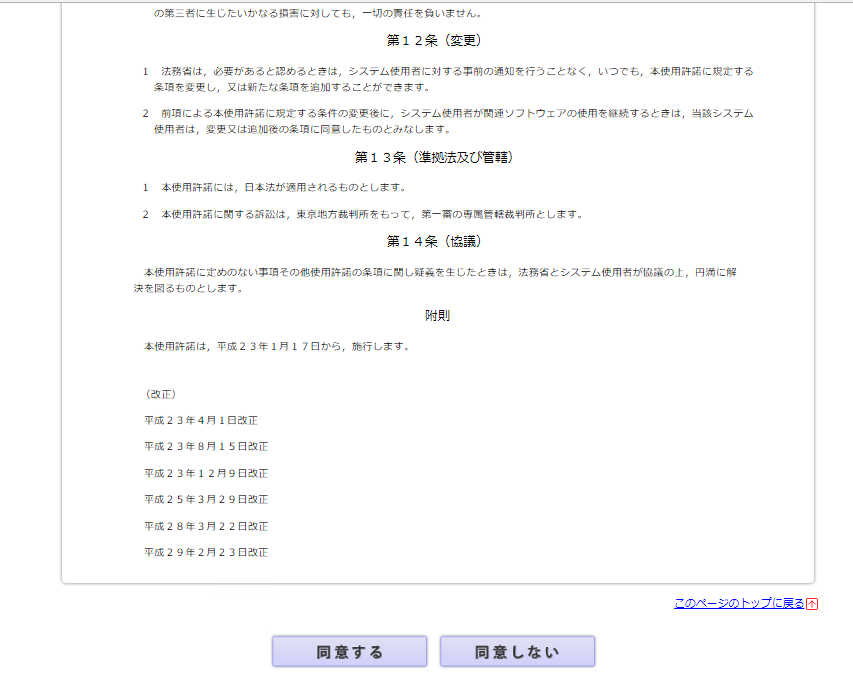 の第三者に生じたいかなる損害に対しても，一切の責任を負いません。
第１２条（変更）
１　法務省は，必要があると認めるときは，システム使用者に対する事前の通知を行うことなく，いつでも，本使用許諾に規定する
条項を変更し，又は新たな条項を追加することができます。
２　前項による本使用許諾に規定する条件の変更後に，システム使用者が関連ソフトウェアの使用を継続するときは，当該システム
使用者は，変更又は追加後の条項に同意したものとみなします。
第１３条（準拠法及び管轄）
１　本使用許諾には，日本法が適用されるものとします。
２　本使用許諾に関する訴訟は，東京地方裁判所をもって，第一審の専属管轄裁判所とします。
第１４条（協議）
本使用許諾に定めのない事項その他使用許諾の条項に関し疑義を生じたときは，法務省とシステム使用者が協議の上，円満に解
決を図るものとします。
附則
本使用許諾は，平成２３年１月１７日から，施行します。
（改正）
平成２３年４月１日改正
平成２３年８月１５日改正
平成２３年１２月９日改正
平成２５年３月２９日改正
平成２８年３月２２日改正
平成２９年２月２３日改正
このページのトップに戻る
同意する
同意しない